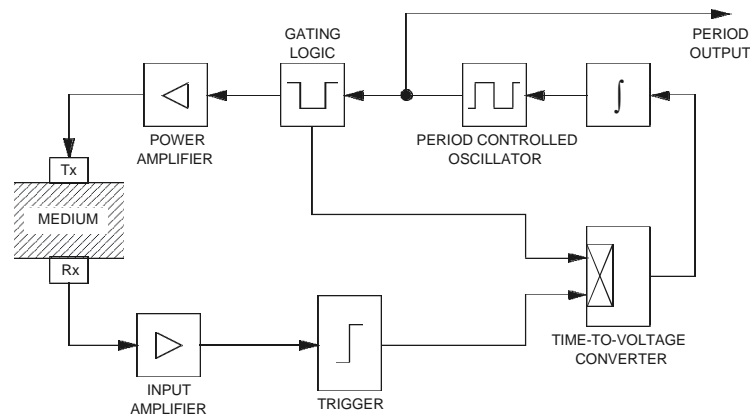 GATING
LOGIC
PERIOD
OUTPUT
POWER
AMPLIFIER
PERIOD CONTROLLED
OSCILLATOR
∫
Tx
MEDIUM
Rx
INPUT
AMPLIFIER
TRIGGER
TIME-TO-VOLTAGE
CONVERTER